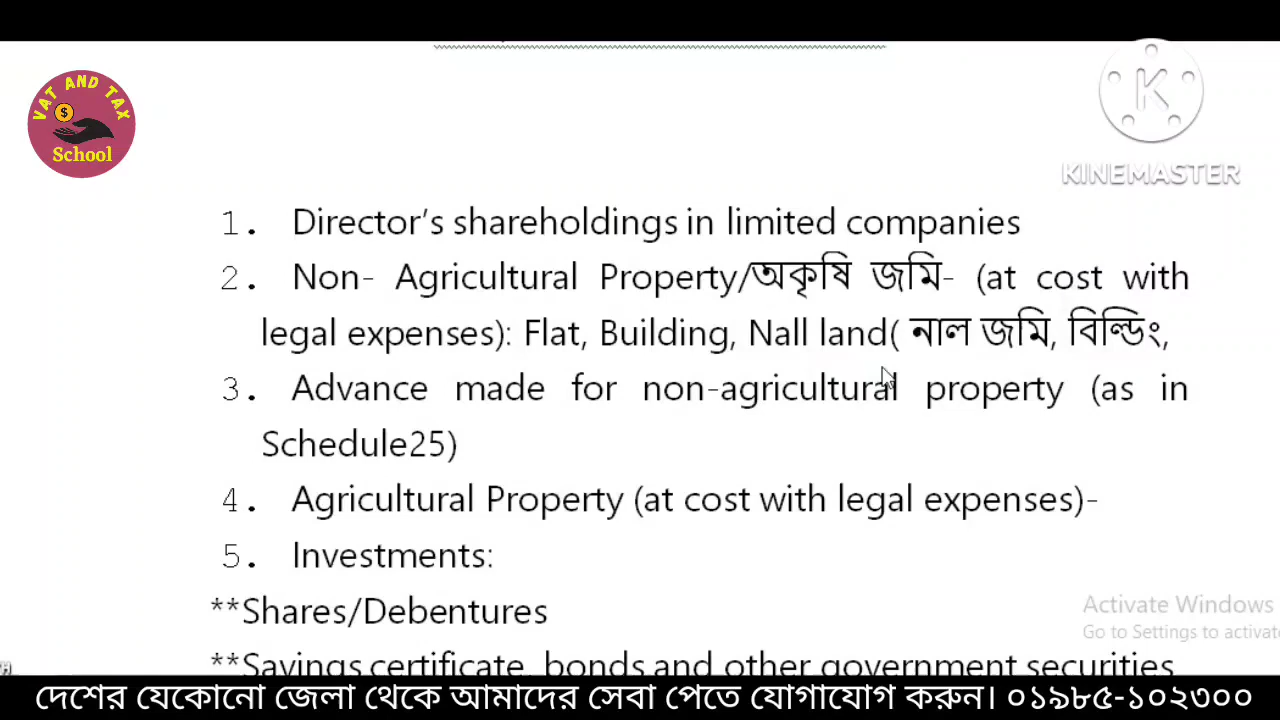 VAT AND TAX
$
School
K
KINEMASTER
1. Director's shareholdings in limited companies
2. Non- Agricultural Property/অকৃষি জমি- (at cost with
legal expenses): Flat, Building, Nall land( নাল জমি, বিল্ডিং,
3. Advance made for non-agricultural property (as in
Schedule25)
4. Agricultural Property (at cost with legal expenses)-
5. Investments:
**Shares/Debentures
**Savings certificate, bonds and other government securities
Activate Windows
Go to Settings to activate
দেশের যেকোনো জেলা থেকে আমাদের সেবা পেতে যোগাযোগ করুন। ০১৯৮৫-১০২৩০০